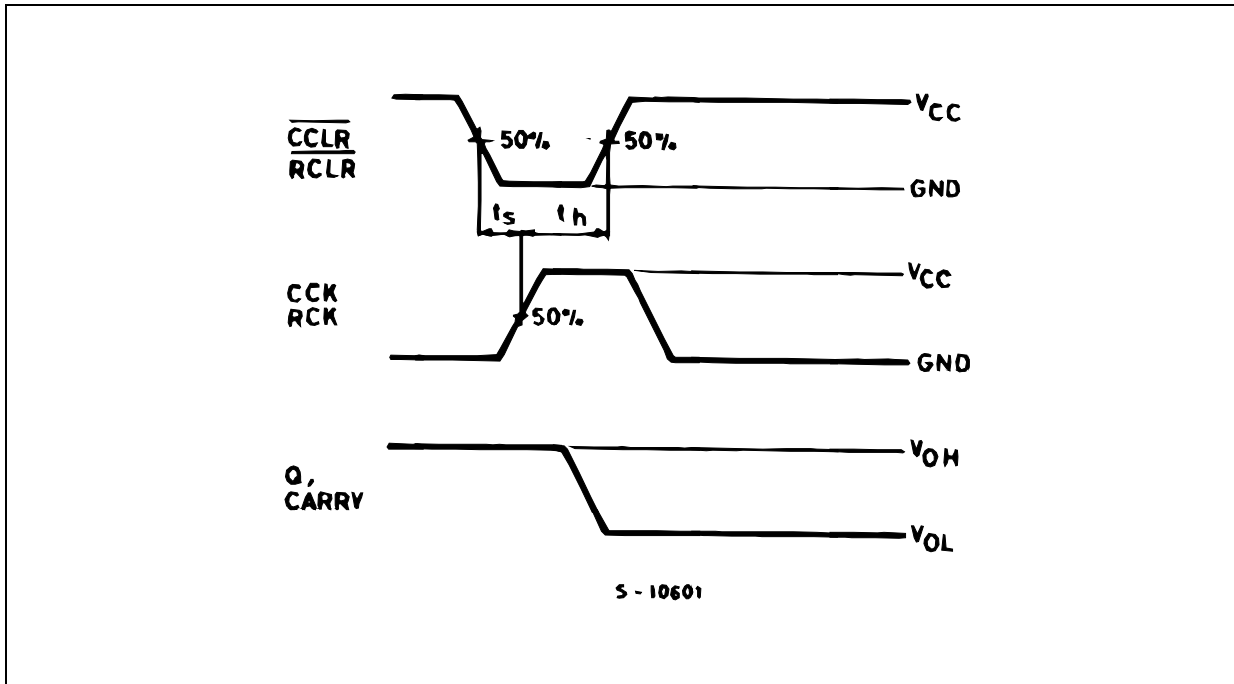 VCC
CCLR
50%
50%
RCLR
GND
ts
th
VCC
CCK
RCK
50%
GND
VOH
Q,
CARRY
VOL
S - 10601